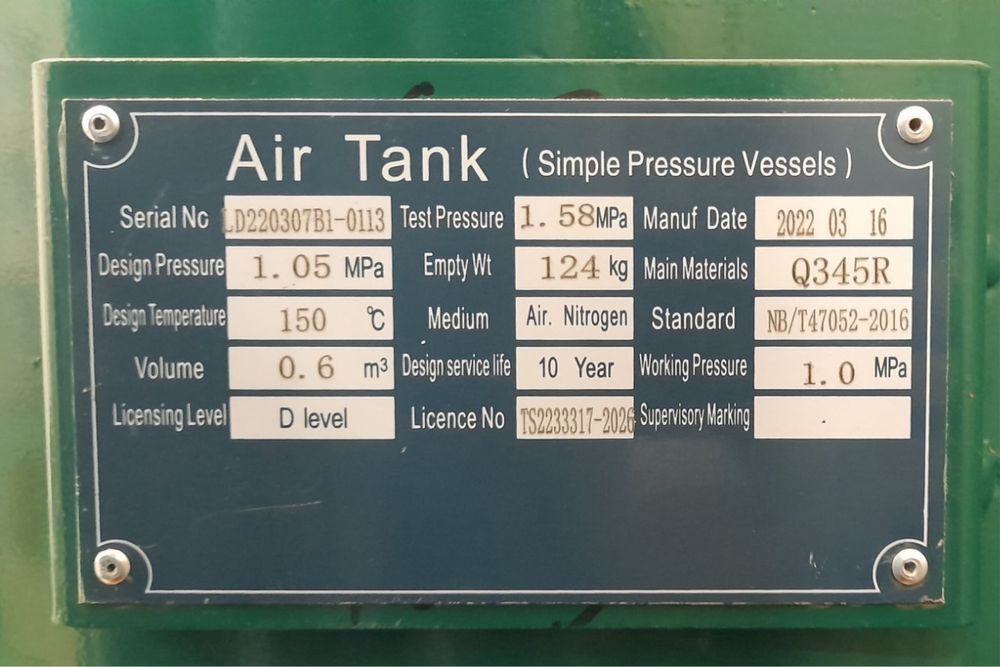 Air Tank ( Simple Pressure Vessels )
Serial No LD220307B1-0113 Test Pressure 1.58MPa Manuf Date 2022 03 16
Design Pressure 1.05 MPa Empty Wt 124 kg Main Materials Q345R
Design Temperature 150 ℃ Medium Air. Nitrogen Standard NB/T47052-2016
Volume 0.6 m³ Design service life 10 Year Working Pressure 1.0 MPa
Licensing Level D level Licence No TS2233317-2026 Supervisory Marking